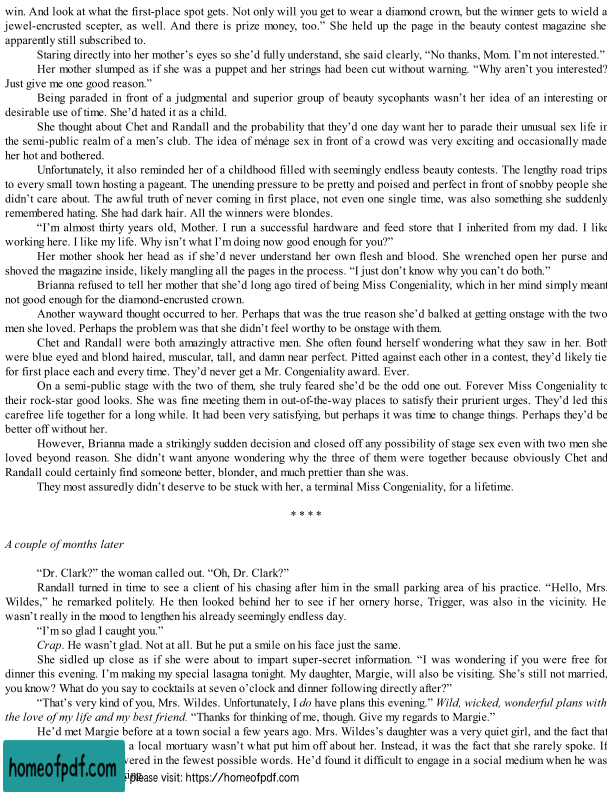 win. And look at what the first-place spot gets. Not only will you get to wear a diamond crown, but the winner gets to wield a
jewel-encrusted scepter, as well. And there is prize money, too.” She held up the page in the beauty contest magazine she
apparently still subscribed to.
Staring directly into her mother’s eyes so she’d fully understand, she said clearly, “No thanks, Mom. I’m not interested.”
Her mother slumped as if she was a puppet and her strings had been cut without warning. “Why aren’t you interested?
Just give me one good reason.”
Being paraded in front of a judgmental and superior group of beauty sycophants wasn’t her idea of an interesting or
desirable use of time. She’d hated it as a child.
She thought about Chet and Randall and the probability that they’d one day want her to parade their unusual sex life in
the semi-public realm of a men’s club. The idea of ménage sex in front of a crowd was very exciting and occasionally made
her hot and bothered.
Unfortunately, it also reminded her of a childhood filled with seemingly endless beauty contests. The lengthy road trips
to every small town hosting a pageant. The unending pressure to be pretty and poised and perfect in front of snobby people she
didn’t care about. The awful truth of never coming in first place, not even one single time, was also something she suddenly
remembered hating. She had dark hair. All the winners were blondes.
“I’m almost thirty years old, Mother. I run a successful hardware and feed store that I inherited from my dad. I like
working here. I like my life. Why isn’t what I’m doing now good enough for you?”
Her mother shook her head as if she’d never understand her own flesh and blood. She wrenched open her purse and
shoved the magazine inside, likely mangling all the pages in the process. “I just don’t know why you can’t do both.”
Brianna refused to tell her mother that she’d long ago tired of being Miss Congeniality, which in her mind simply meant
not good enough for the diamond-encrusted crown.
Another wayward thought occurred to her. Perhaps that was the true reason she’d balked at getting onstage with the two
men she loved. Perhaps the problem was that she didn’t feel worthy to be onstage with them.
Chet and Randall were both amazingly attractive men. She often found herself wondering what they saw in her. Both
were blue eyed and blond haired, muscular, tall, and damn near perfect. Pitted against each other in a contest, they’d likely tie
for first place each and every time. They’d never get a Mr. Congeniality award. Ever.
On a semi-public stage with the two of them, she truly feared she’d be the odd one out. Forever Miss Congeniality to
their rock-star good looks. She was fine meeting them in out-of-the-way places to satisfy their prurient urges. They’d led this
carefree life together for a long while. It had been very satisfying, but perhaps it was time to change things. Perhaps they’d be
better off without her.
However, Brianna made a strikingly sudden decision and closed off any possibility of stage sex even with two men she
loved beyond reason. She didn’t want anyone wondering why the three of them were together because obviously Chet and
Randall could certainly find someone better, blonder, and much prettier than she was.
They most assuredly didn’t deserve to be stuck with her, a terminal Miss Congeniality, for a lifetime.
* * * *
A couple of months later
“Dr. Clark?” the woman called out. “Oh, Dr. Clark?”
Randall turned in time to see a client of his chasing after him in the small parking area of his practice. “Hello, Mrs.
Wildes,” he remarked politely. He then looked behind her to see if her ornery horse, Trigger, was also in the vicinity. He
wasn’t really in the mood to lengthen his already seemingly endless day.
“I’m so glad I caught you.”
Crap. He wasn’t glad. Not at all. But he put a smile on his face just the same.
She sidled up close as if she were about to impart super-secret information. “I was wondering if you were free for
dinner this evening. I’m making my special lasagna tonight. My daughter, Margie, will also be visiting. She’s still not married,
you know? What do you say to cocktails at seven o’clock and dinner following directly after?”
“That’s very kind of you, Mrs. Wildes. Unfortunately, I do have plans this evening.” Wild, wicked, wonderful plans with
the love of my life and my best friend. “Thanks for thinking of me, though. Give my regards to Margie.”
He’d met Margie before at a town social a few years ago. Mrs. Wildes’s daughter was a very quiet girl, and the fact that
a local mortuary wasn’t what put him off about her. Instead, it was the fact that she rarely spoke. If
in the fewest possible words. He’d found it difficult to engage in a social medium when he was
homeofpdf.com
please visit: https://homeofpdf.com